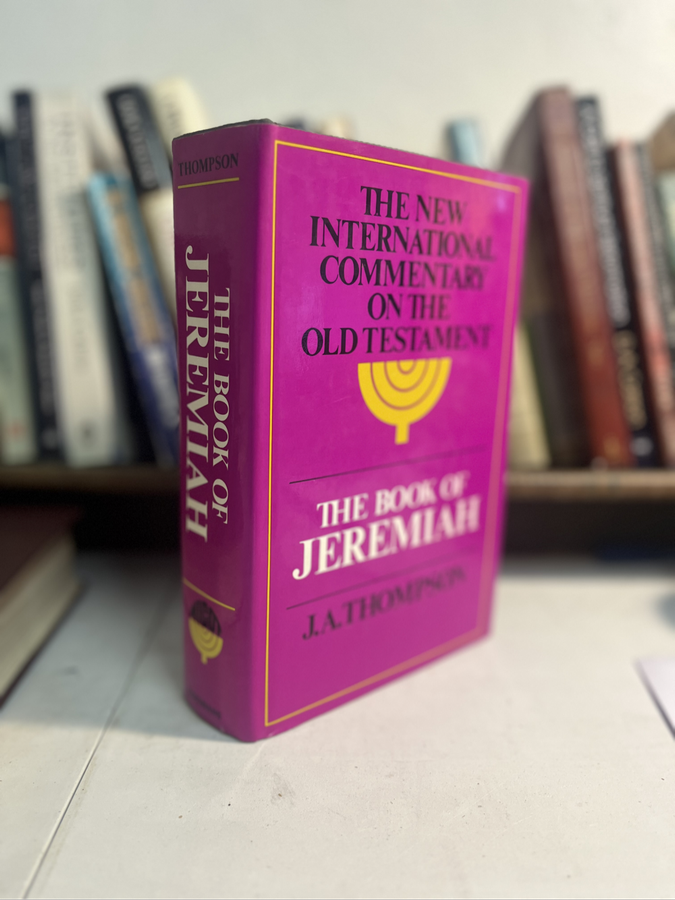 THOMPSON
THE BOOK OF
JEREMIAH
THE NEW
INTERNATIONAL
COMMENTARY
ON THE
OLD TESTAMENT
THE BOOK OF
JEREMIAH
J.A.THOMPSON